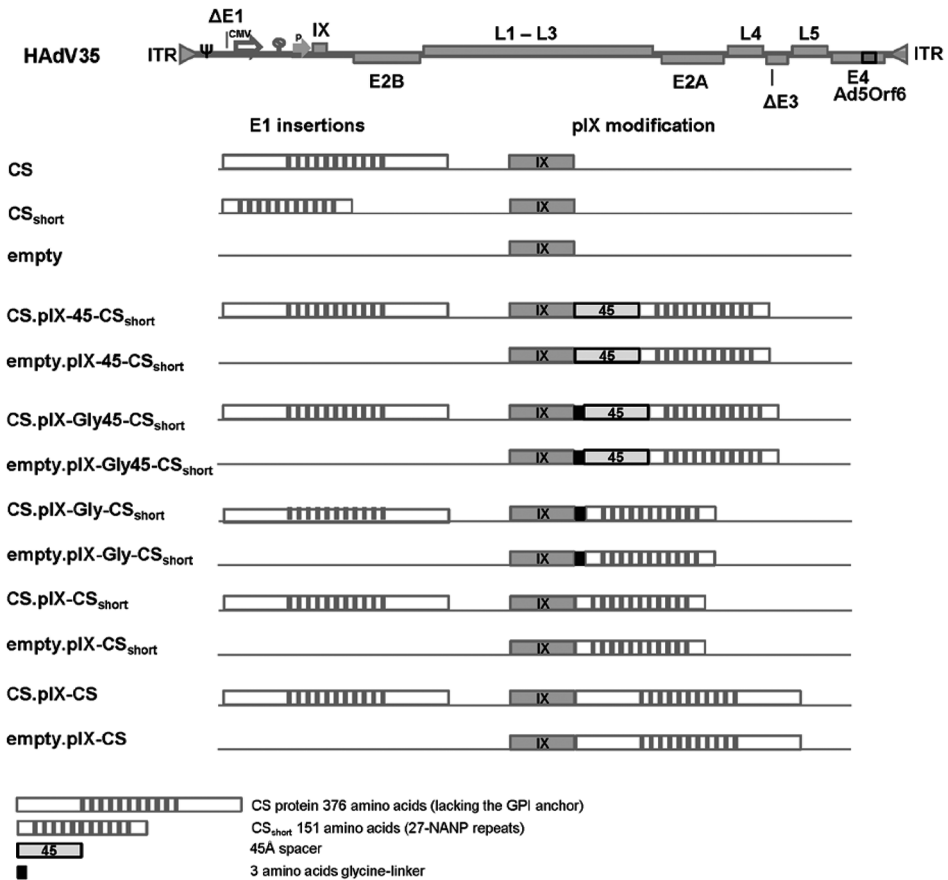 HAdV35 ITR Ψ ΔE1 CMV P IX L1 – L3 L4 L5 ITR
E2B E2A ΔE3 E4
Ad5Orf6
E1 insertions pIX modification
CS IX
CSshort IX
empty IX
CS.pIX-45-CSshort IX 45
empty.pIX-45-CSshort IX 45
CS.pIX-Gly45-CSshort IX 45
empty.pIX-Gly45-CSshort IX 45
CS.pIX-Gly-CSshort IX
empty.pIX-Gly-CSshort IX
CS.pIX-CSshort IX
empty.pIX-CSshort IX
CS.pIX-CS IX
empty.pIX-CS IX
CS protein 376 amino acids (lacking the GPI anchor)
CSshort 151 amino acids (27-NANP repeats)
45 45Å spacer
3 amino acids glycine-linker